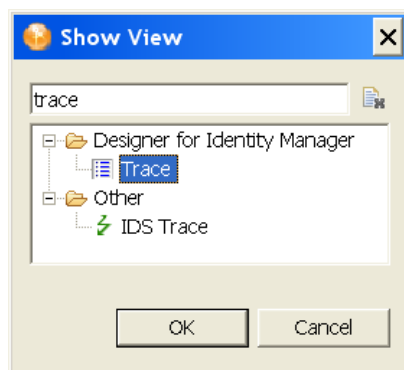 Show View
trace
Designer for Identity Manager
Trace
Other
IDS Trace
OK Cancel